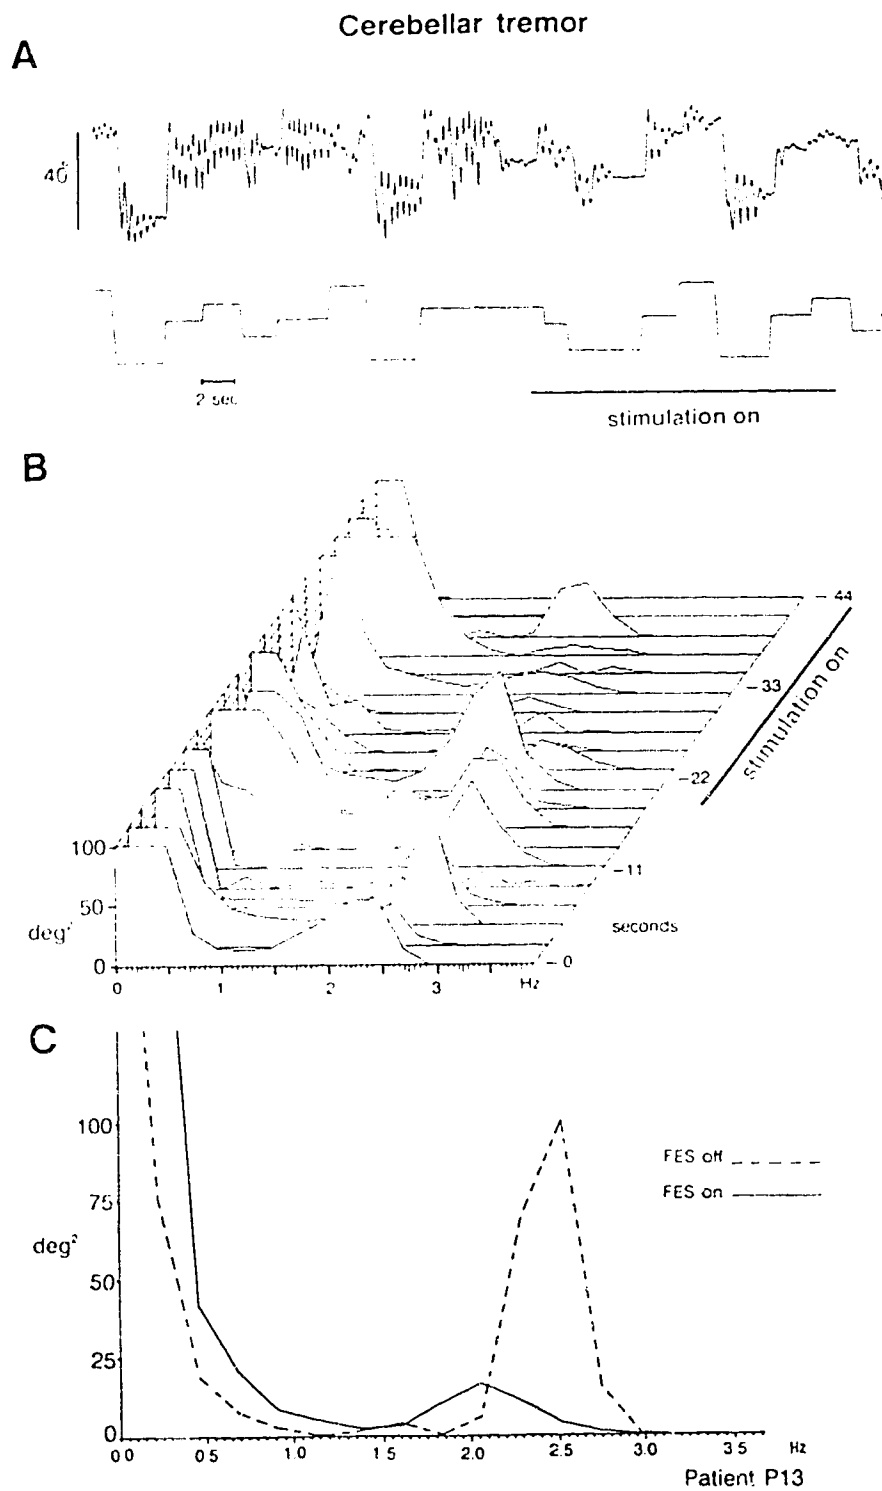 Cerebellar tremor
A
40°
2 sec
stimulation on
B
44
33
22
11
0
stimulation on
seconds
100
50
0
deg²
0 1 2 3 Hz
C
100
75
50
25
0
deg²
FES off
FES on
0.0 0.5 1.0 1.5 2.0 2.5 3.0 3.5 Hz
Patient P13